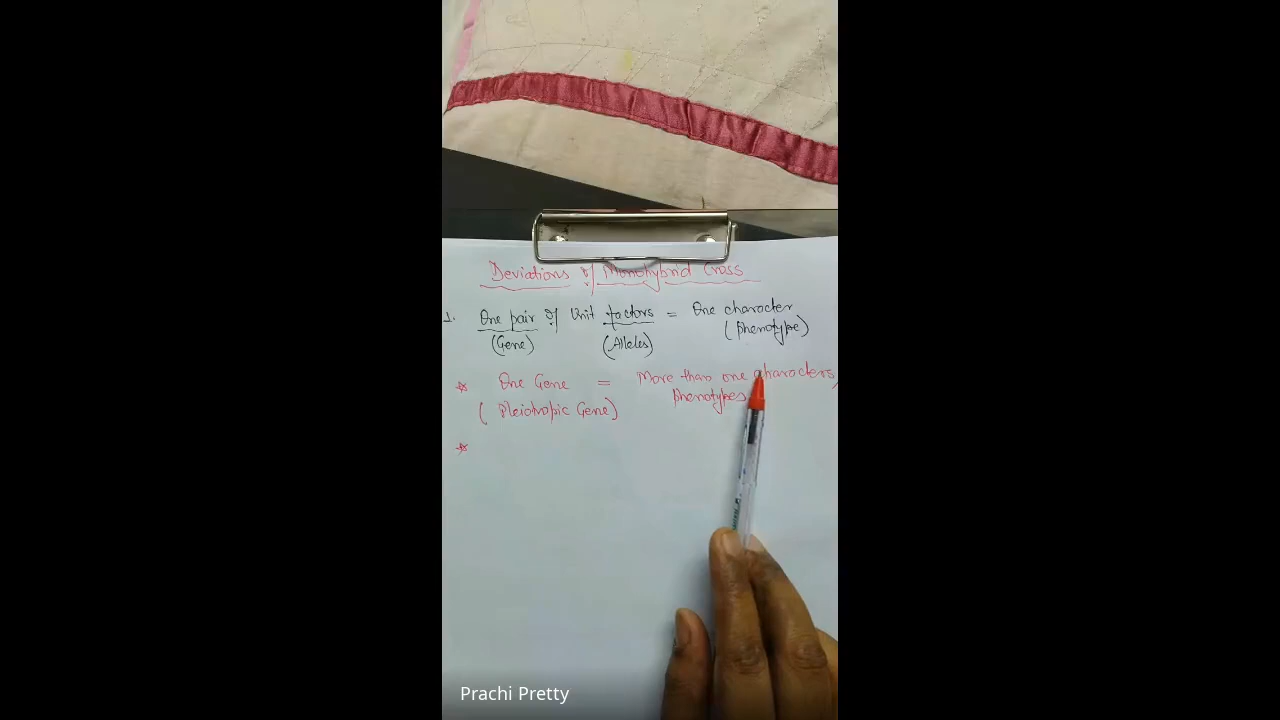 Deviations of Monohybrid Cross
1. One pair of Unit factors = One character
(Gene) (Alleles) (Phenotype)
* One Gene = More than one characters,
(Pleiotropic Gene) phenotypes
*
Prachi Pretty